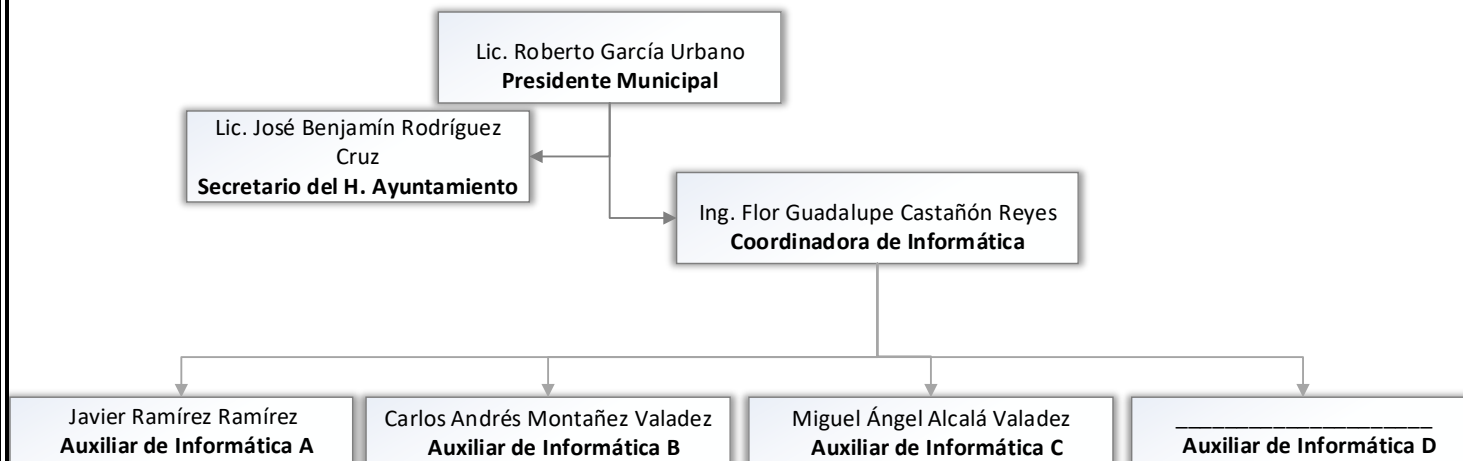 Lic. Roberto García Urbano
Presidente Municipal
Lic. José Benjamín Rodríguez
Cruz
Secretario del H. Ayuntamiento
Ing. Flor Guadalupe Castañón Reyes
Coordinadora de Informática
Javier Ramírez Ramírez
Auxiliar de Informática A
Carlos Andrés Montañez Valadez
Auxiliar de Informática B
Miguel Ángel Alcalá Valadez
Auxiliar de Informática C
______________________
Auxiliar de Informática D